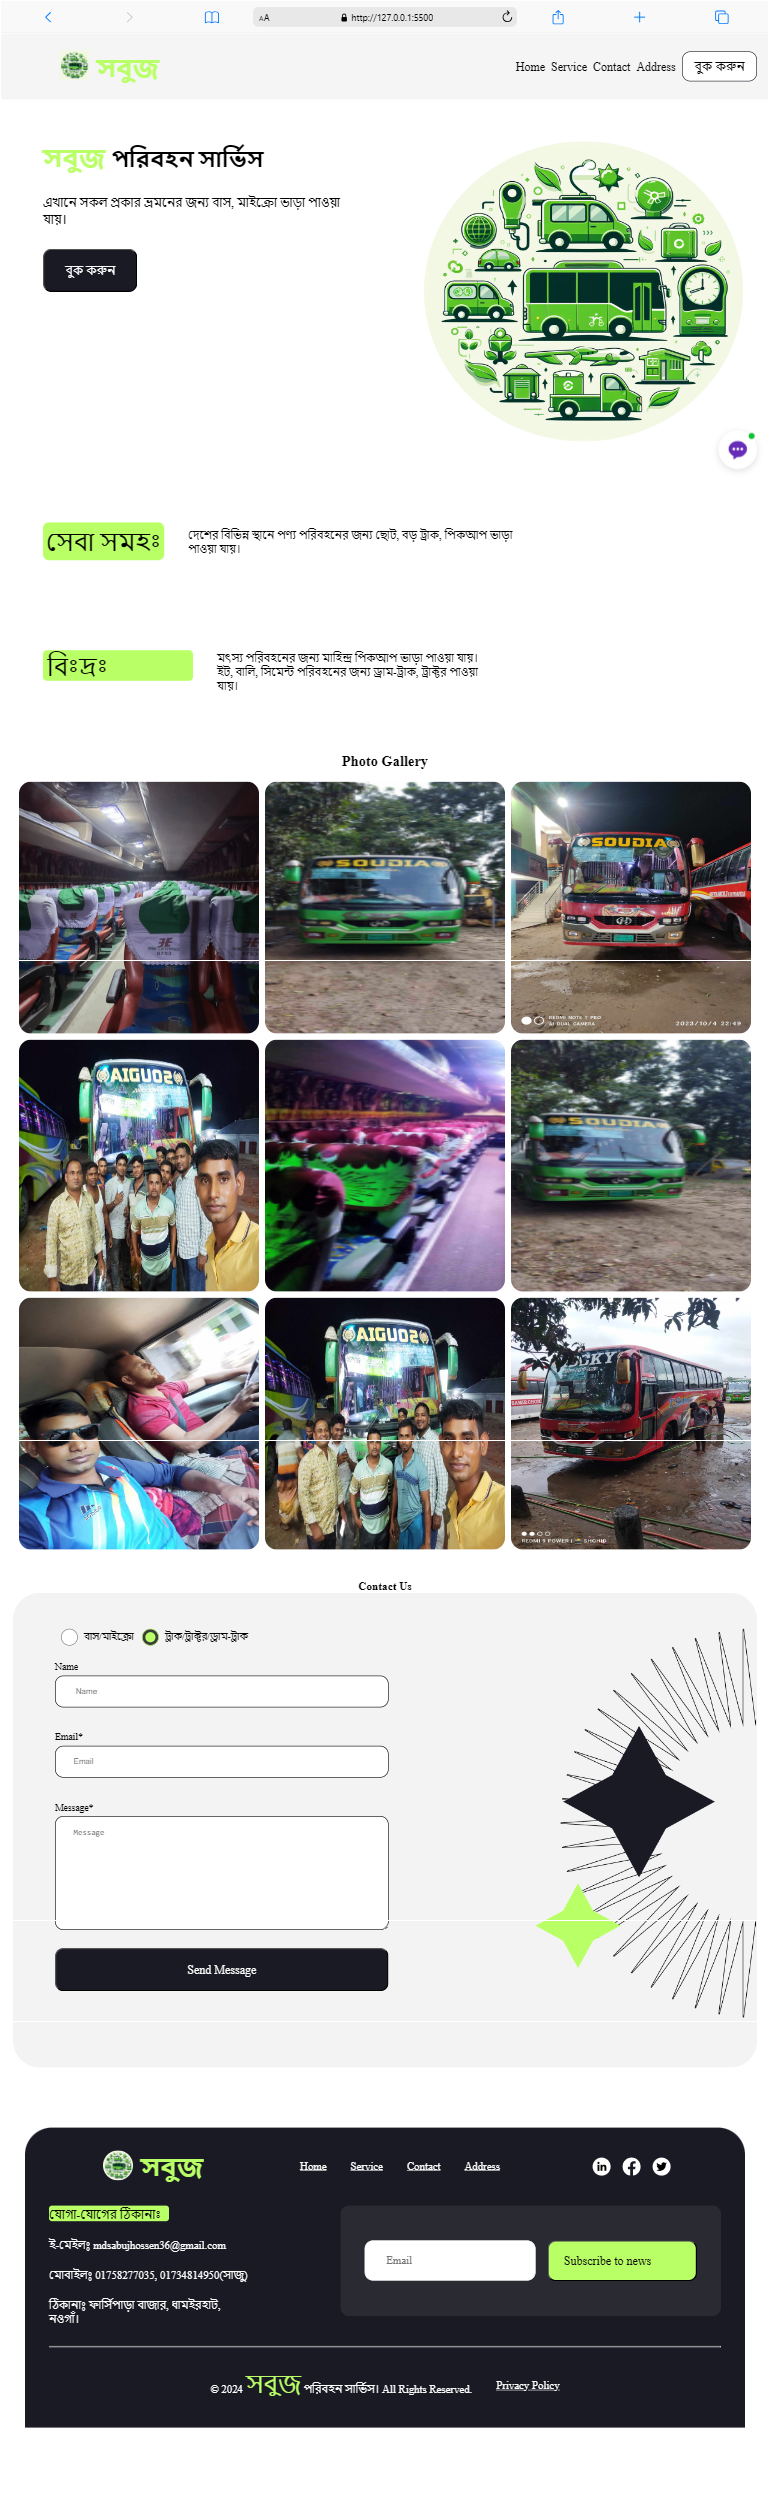 AA http://127.0.0.1:5500
সবুজ Home Service Contact Address বুক করুন
সবুজ পরিবহন সার্ভিস
এখানে সকল প্রকার ভ্রমনের জন্য বাস, মাইক্রো ভাড়া পাওয়া
যায়।
বুক করুন
সেবা সমহঃ
দেশের বিভিন্ন স্থানে পণ্য পরিবহনের জন্য ছোট, বড় ট্রাক, পিকআপ ভাড়া
পাওয়া যায়।
বিঃদ্রঃ
মৎস্য পরিবহনের জন্য মাহিন্দ্র পিকআপ ভাড়া পাওয়া যায়।
ইট, বালি, সিমেন্ট পরিবহনের জন্য ড্রাম-ট্রাক, ট্রাক্টর পাওয়া
যায়।
Photo Gallery
SOUDIA
SOUDIA
REDMI NOTE 7 PRO
AI DUAL CAMERA
2023/10/4 22:49
SOUDIA
SOUDIA
SOUDIA
REDMI 9 POWER | SHOHID
Contact Us
বাস/মাইক্রো ট্রাক/ট্রাক্টর/ড্রাম-ট্রাক
Name
Name
Email*
Email
Message*
Message
Send Message
সবুজ Home Service Contact Address
যোগা-যোগের ঠিকানাঃ
ই-মেইলঃ mdsabujhossen36@gmail.com
মোবাইলঃ 01758277035, 01734814950(সাজু)
ঠিকানাঃ ফার্সিপাড়া বাজার, ধামইরহাট,
নওগাঁ।
Email
Subscribe to news
© 2024 সবুজ পরিবহন সার্ভিস। All Rights Reserved. Privacy Policy